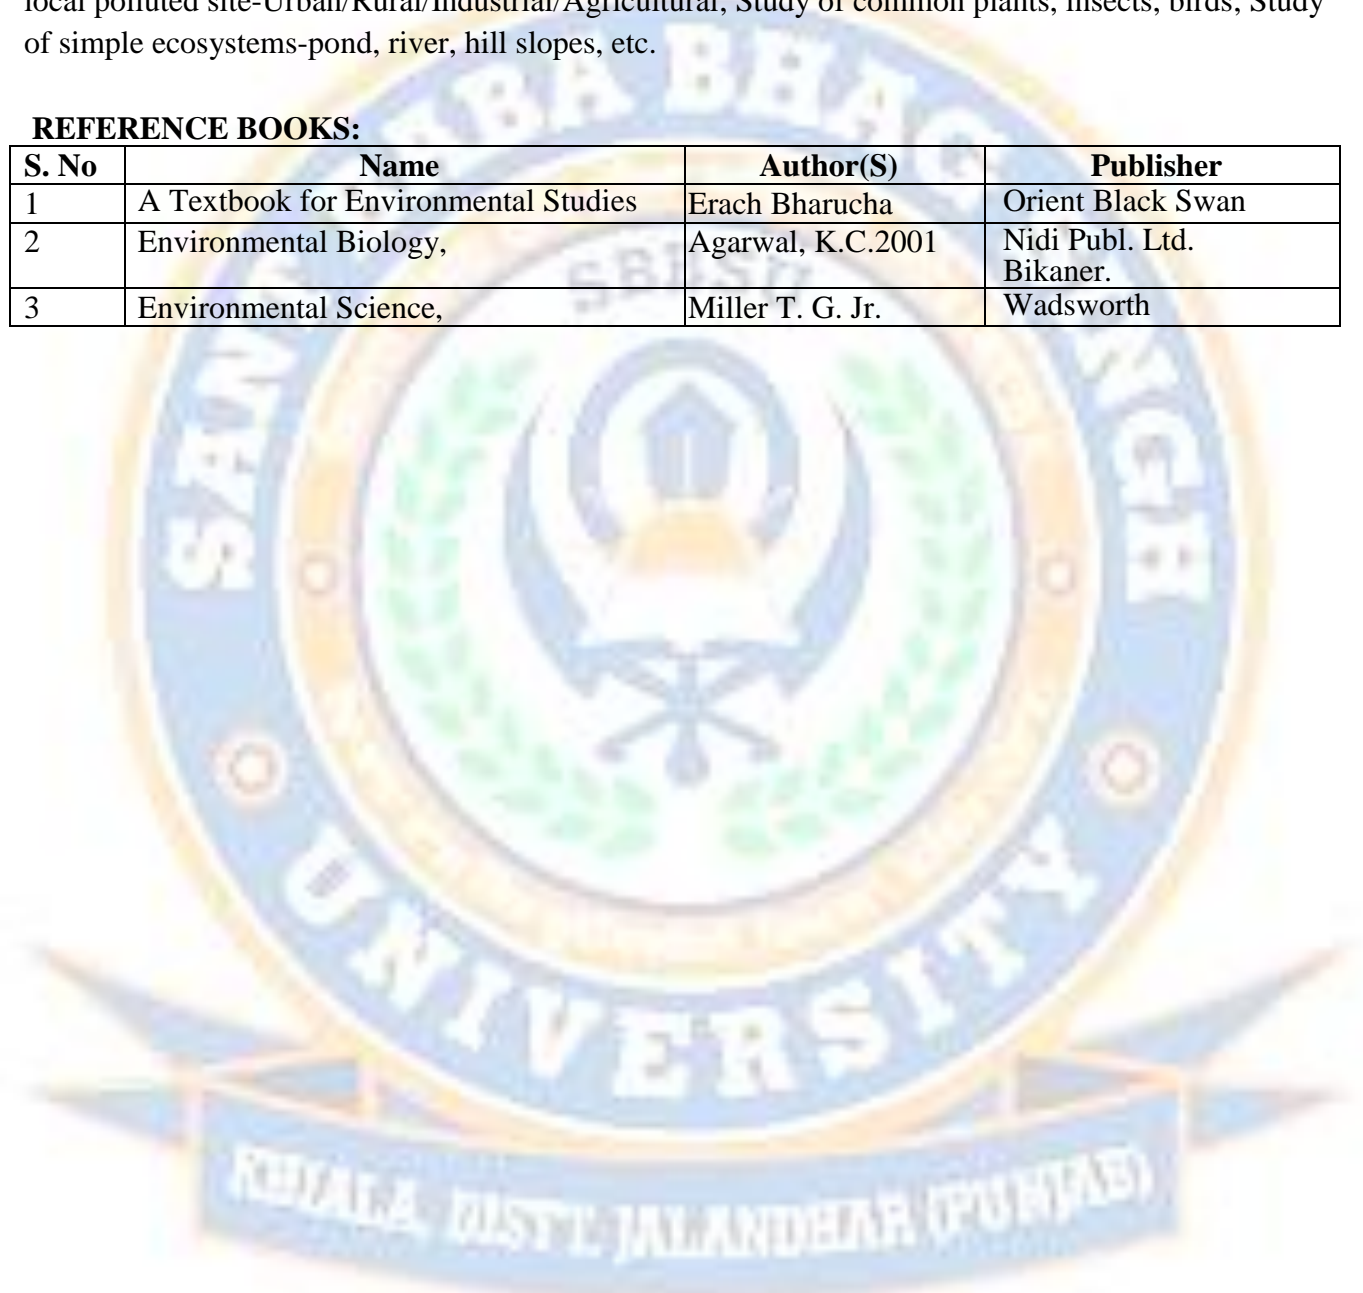 local polluted site-Urban/Rural/Industrial/Agricultural, Study of common plants, insects, birds, Study
of simple ecosystems-pond, river, hill slopes, etc.
REFERENCE BOOKS:
S. No Name Author(S) Publisher
1 A Textbook for Environmental Studies Erach Bharucha Orient Black Swan
2 Environmental Biology, Agarwal, K.C.2001 Nidi Publ. Ltd.
Bikaner.
3 Environmental Science, Miller T. G. Jr. Wadsworth
SBBSU
UNIVERSITY
KHIALA, DISTT. JALANDHAR (PUNJAB)